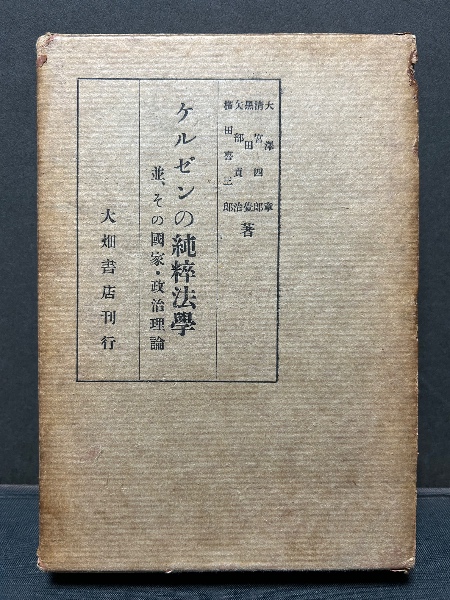 大澤章
清宮四郎
黑田覺
矢部貞治
橫田喜三郎
著
ケルゼンの純粹法學
並、その國家・政治理論
大畑書店刊行